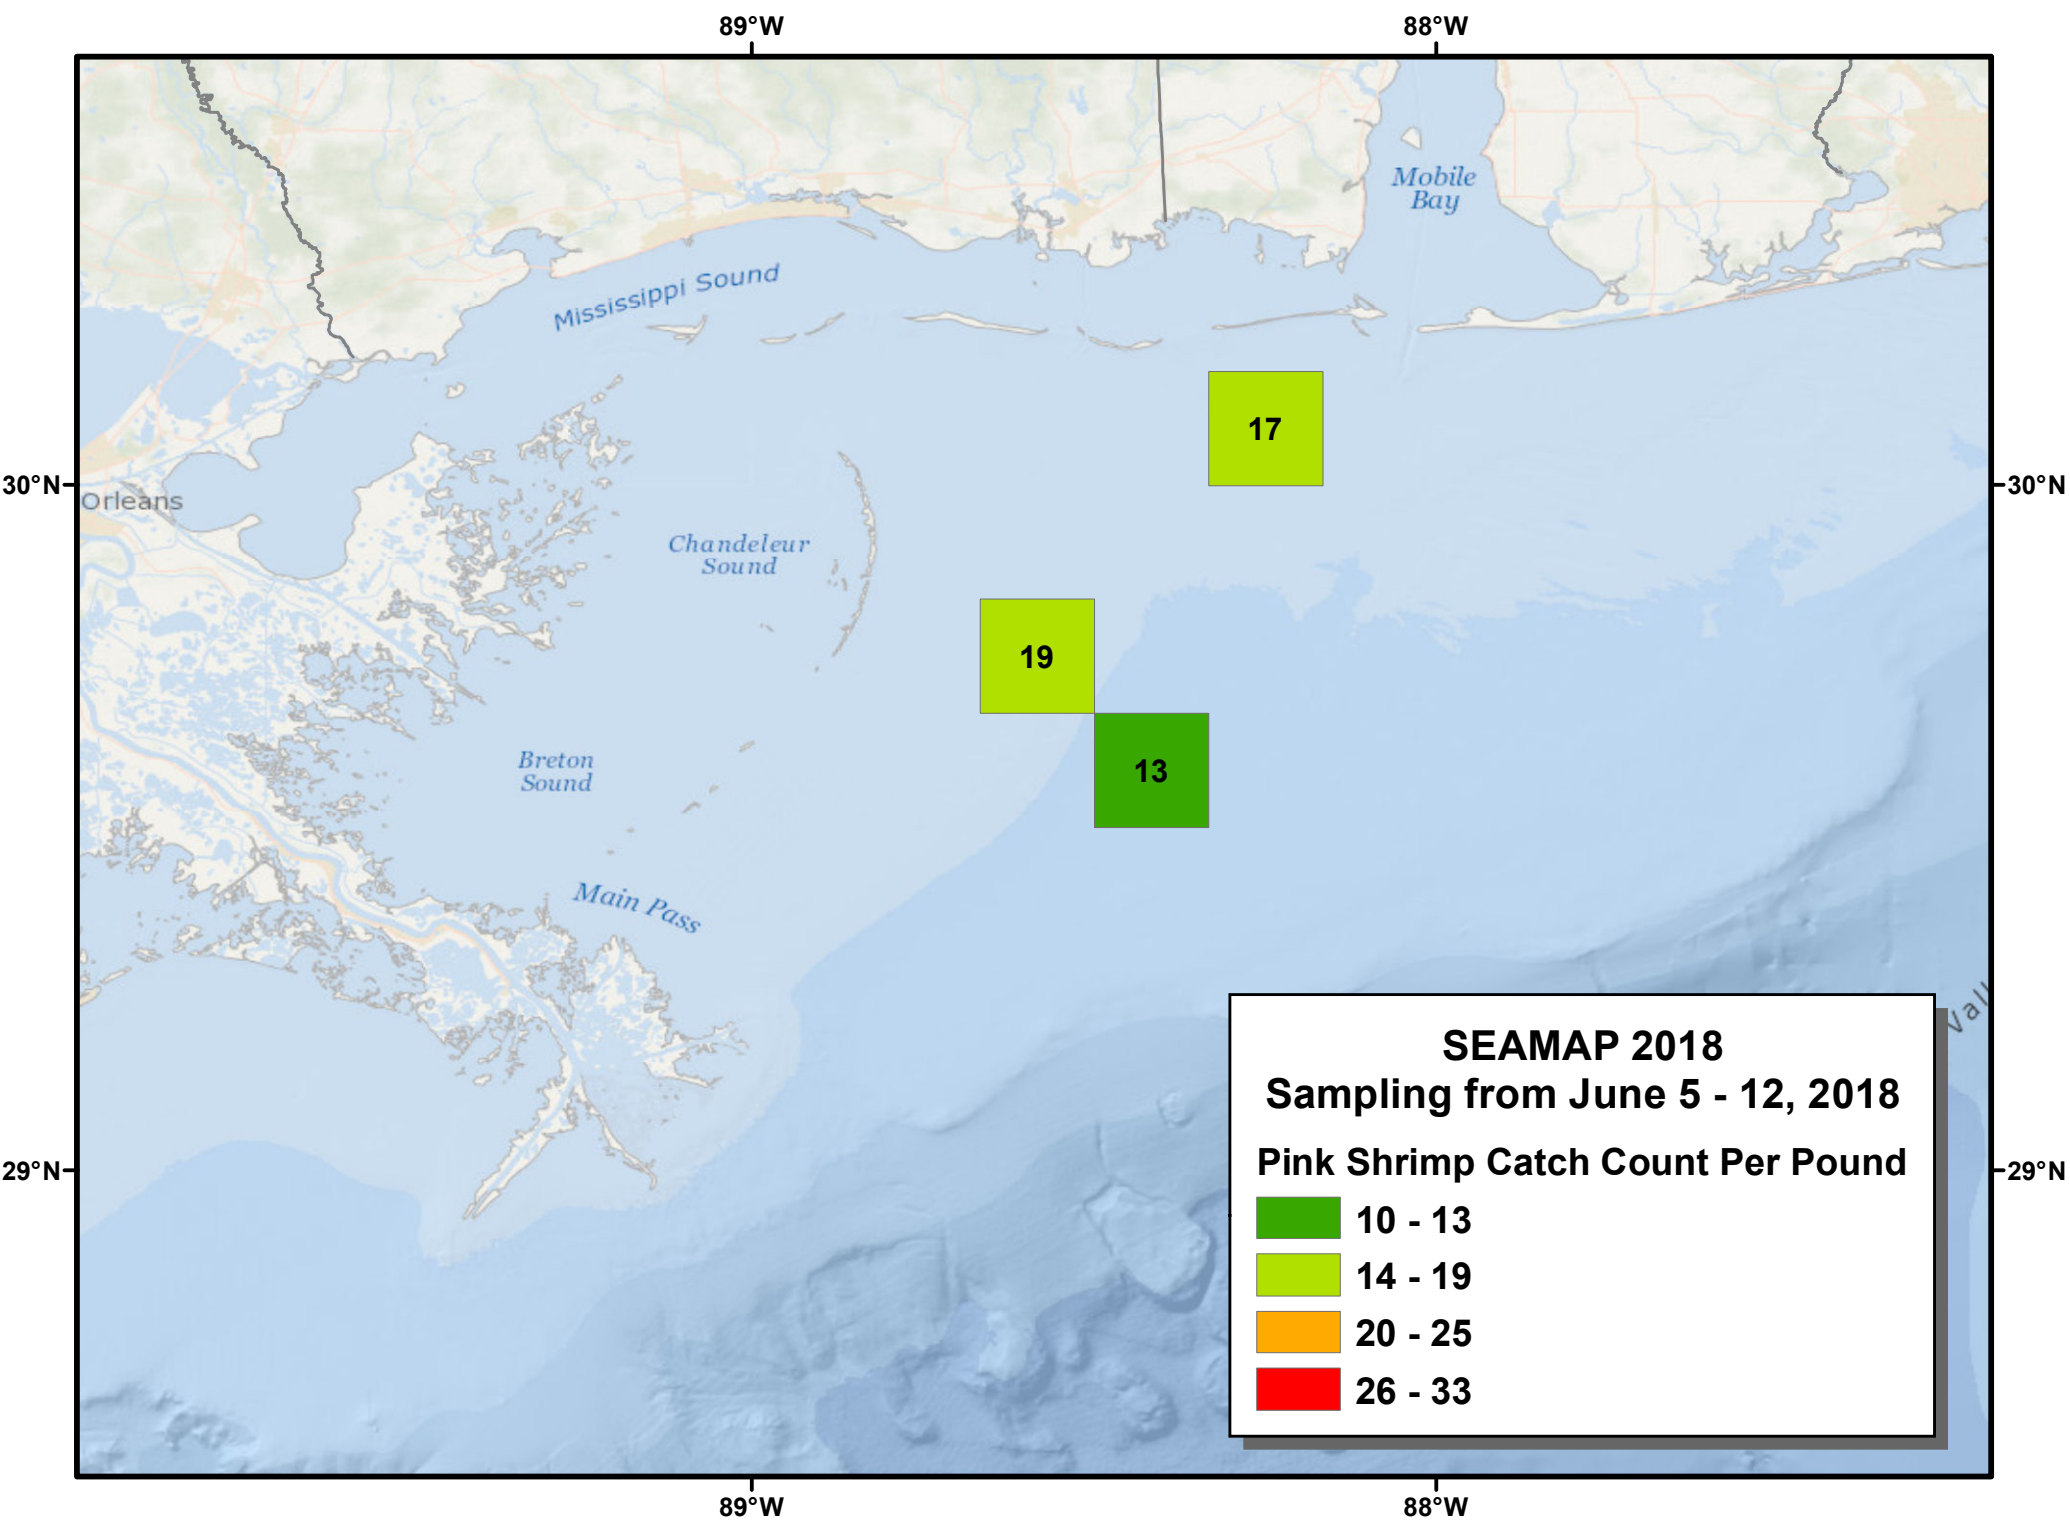 89°W
88°W
Mobile
Bay
Mississippi Sound
17
30°N
30°N
Orleans
Chandeleur
Sound
19
13
Breton
Sound
Main Pass
Vall
SEAMAP 2018
Sampling from June 5 - 12, 2018
Pink Shrimp Catch Count Per Pound
10 - 13
14 - 19
20 - 25
26 - 33
29°N
29°N
89°W
88°W